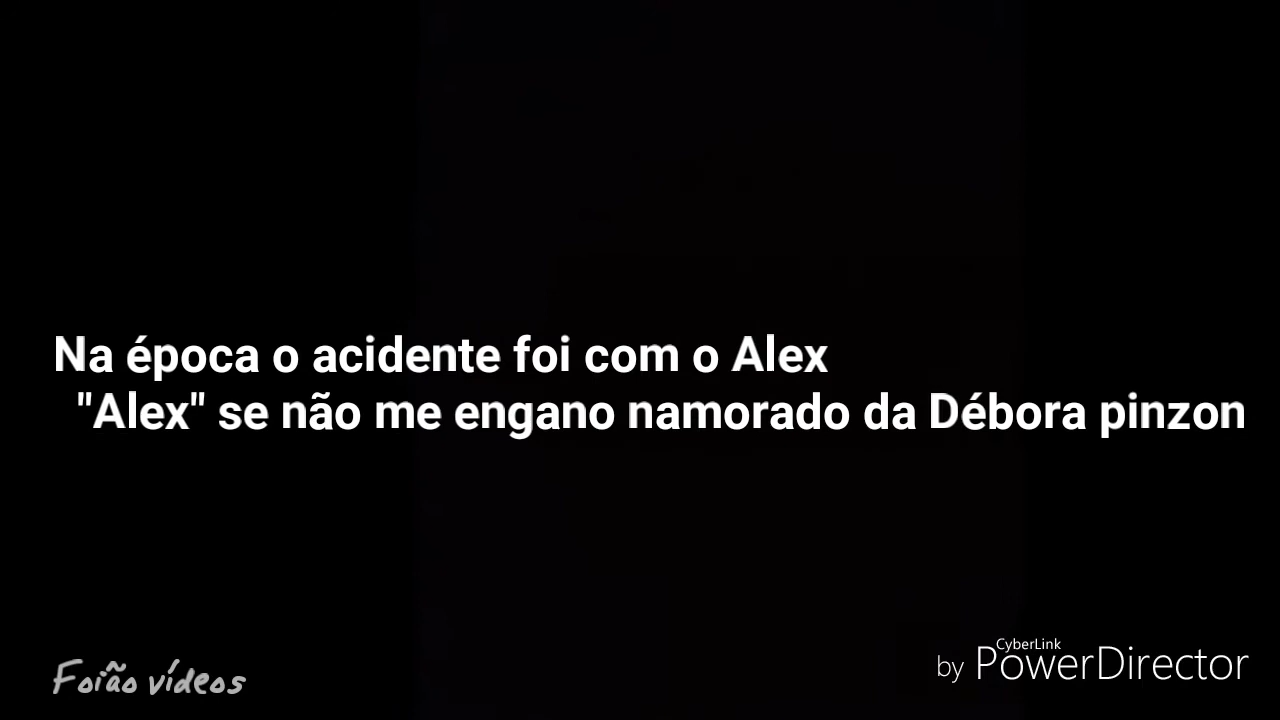 Na época o acidente foi com o Alex
"Alex" se não me engano namorado da Débora pinzon
Foião vídeos
CyberLink
by PowerDirector